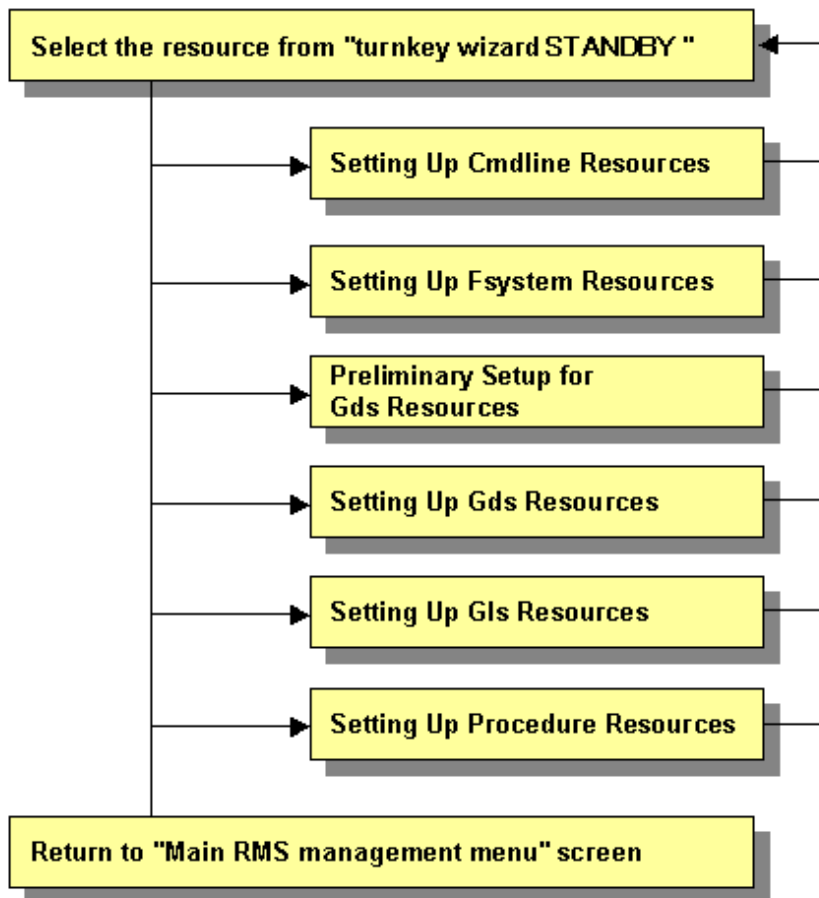 Select the resource from "turnkey wizard STANDBY "
Setting Up Cmdline Resources
Setting Up Fsystem Resources
Preliminary Setup for
Gds Resources
Setting Up Gds Resources
Setting Up Gls Resources
Setting Up Procedure Resources
Return to "Main RMS management menu" screen